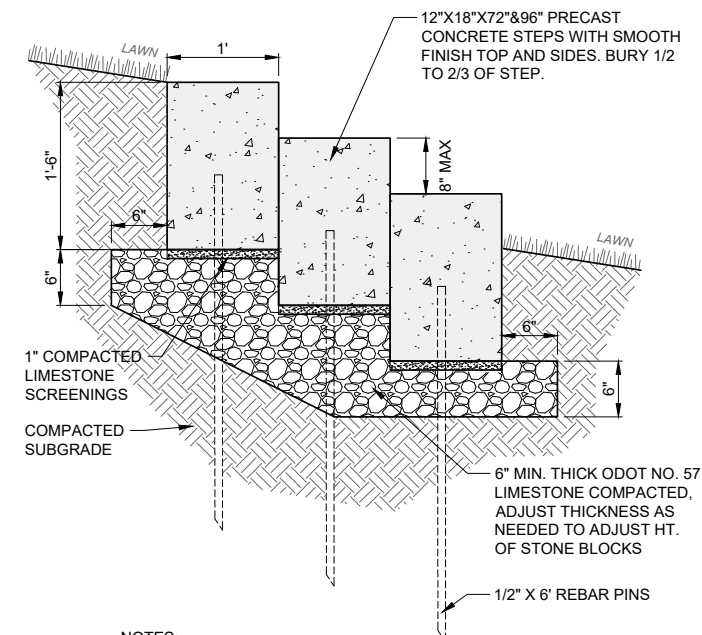 LAWN
1'
12"X18"X72"&96" PRECAST
CONCRETE STEPS WITH SMOOTH
FINISH TOP AND SIDES. BURY 1/2
TO 2/3 OF STEP.
1'-6"
8" MAX
6"
LAWN
6"
6"
6"
1" COMPACTED
LIMESTONE
SCREENINGS
COMPACTED
SUBGRADE
6" MIN. THICK ODOT NO. 57
LIMESTONE COMPACTED,
ADJUST THICKNESS AS
NEEDED TO ADJUST HT.
OF STONE BLOCKS
1/2" X 6' REBAR PINS
NOTES